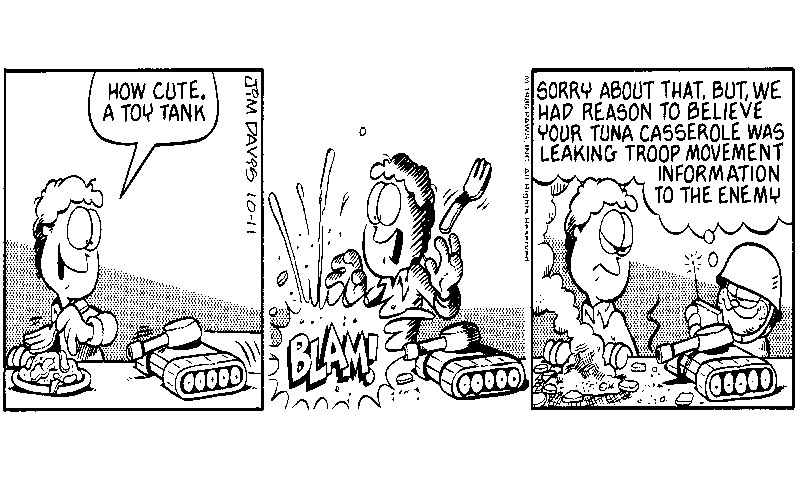 HOW CUTE.
A TOY TANK
JIM DAVIS 10-11
BLAM!
SORRY ABOUT THAT, BUT, WE
HAD REASON TO BELIEVE
YOUR TUNA CASSEROLE WAS
LEAKING TROOP MOVEMENT
INFORMATION
TO THE ENEMY